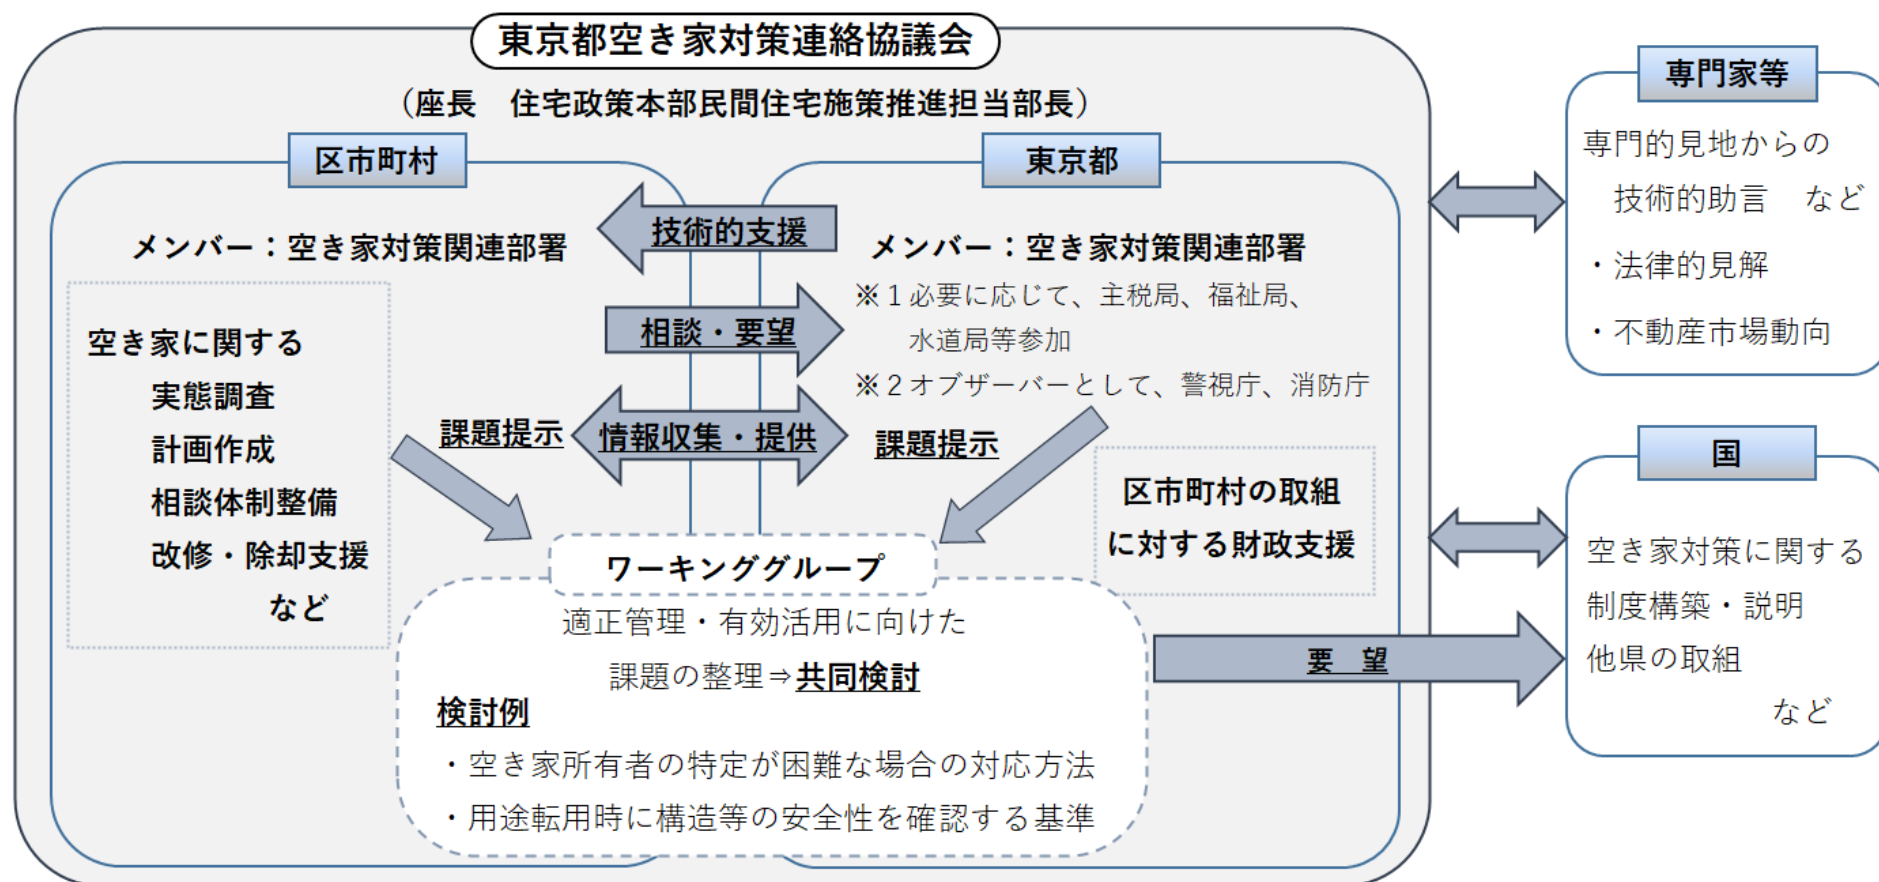 東京都空き家対策連絡協議会
（座長　住宅政策本部民間住宅施策推進担当部長）
区市町村
メンバー：空き家対策関連部署
空き家に関する
実態調査
計画作成
相談体制整備
改修・除却支援
など
技術的支援
相談・要望
情報収集・提供
課題提示
課題提示
東京都
メンバー：空き家対策関連部署
※１必要に応じて、主税局、福祉局、
水道局等参加
※２オブザーバーとして、警視庁、消防庁
区市町村の取組
に対する財政支援
ワーキンググループ
適正管理・有効活用に向けた
課題の整理⇒共同検討
検討例
・空き家所有者の特定が困難な場合の対応方法
・用途転用時に構造等の安全性を確認する基準
要　望
専門家等
専門的見地からの
技術的助言　など
・法律的見解
・不動産市場動向
国
空き家対策に関する
制度構築・説明
他県の取組
など